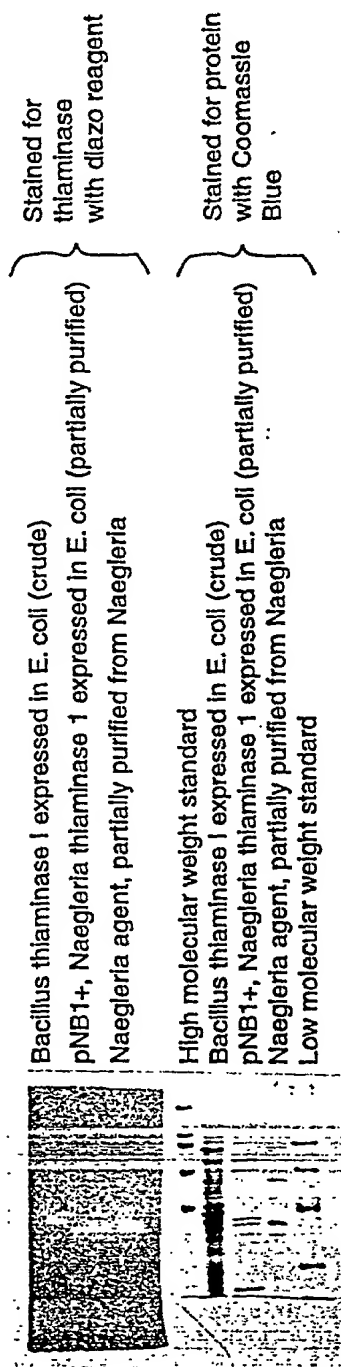 Bacillus thiaminase I expressed in E. coli (crude)
pNB1+, Naegleria thiaminase 1 expressed in E. coli (partially purified)
Naegleria agent, partially purified from Naegleria
Stained for
thiaminase
with diazo reagent
High molecular weight standard
Bacillus thiaminase I expressed in E. coli (crude)
pNB1+, Naegleria thiaminase 1 expressed in E. coli (partially purified)
Naegleria agent, partially purified from Naegleria
Low molecular weight standard
Stained for protein
with Coomassie
Blue